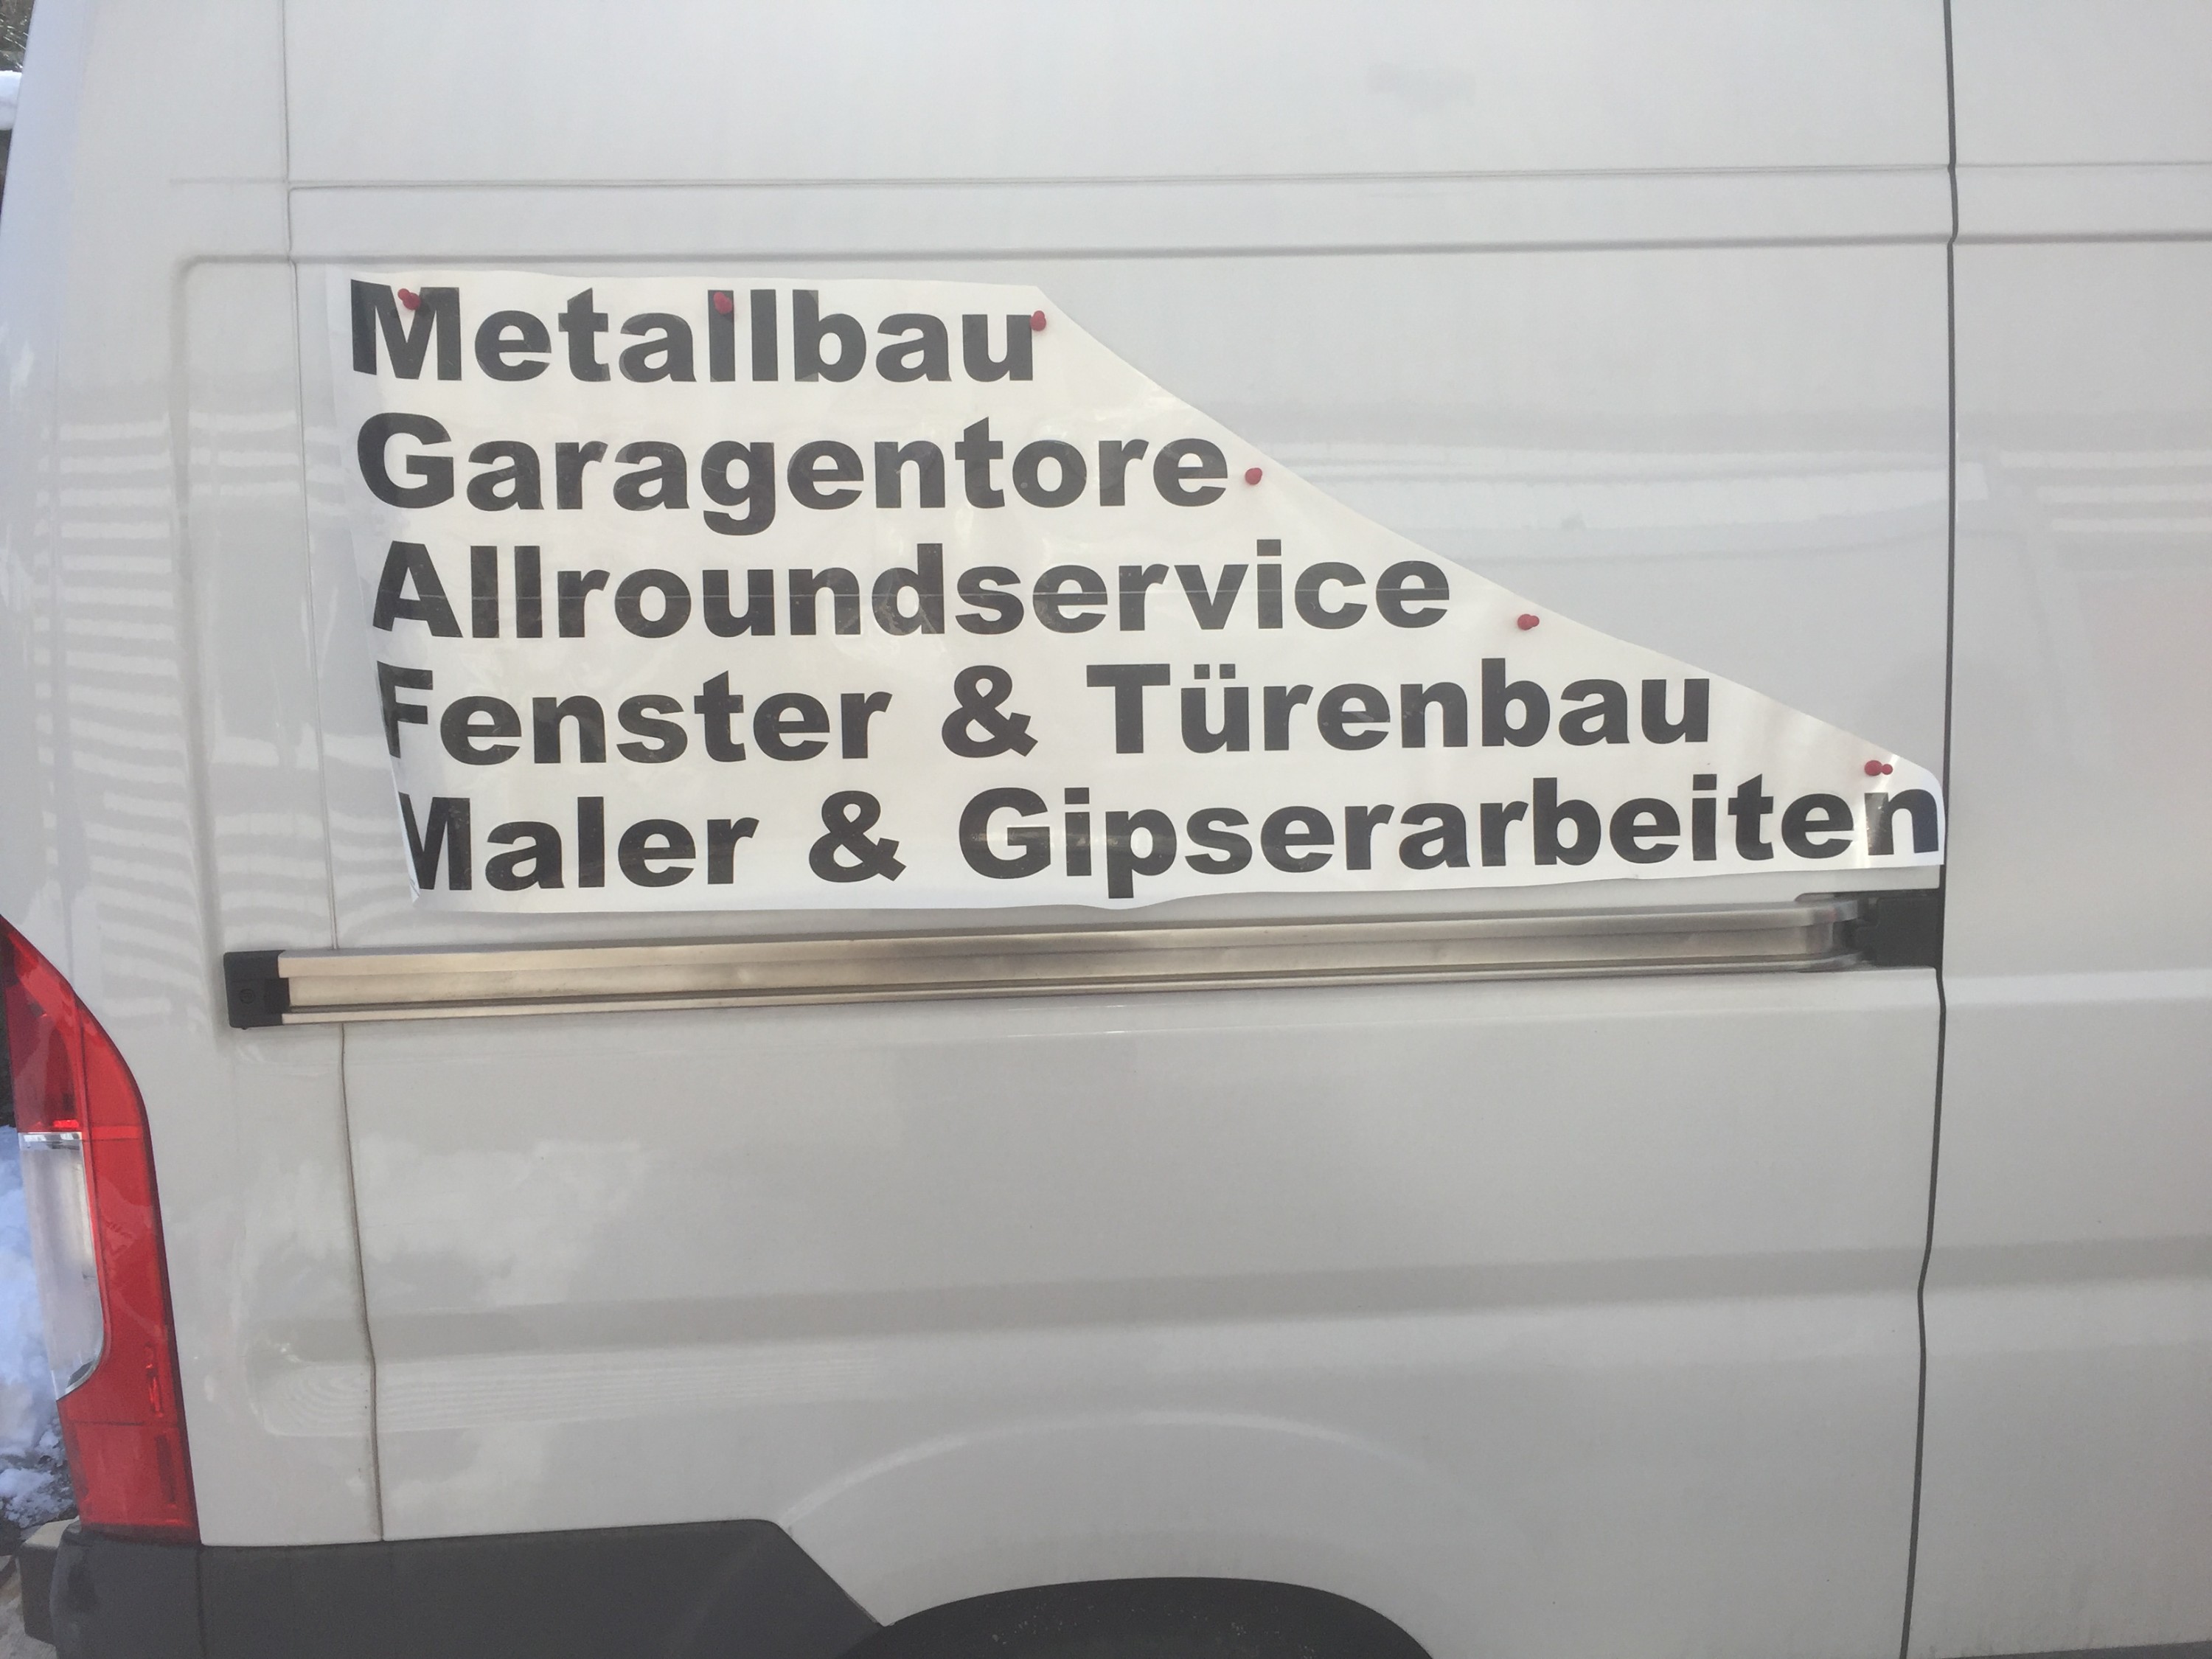 Metallbau
Garagentore
Allroundservice
Fenster & Türenbau
Maler & Gipserarbeiten